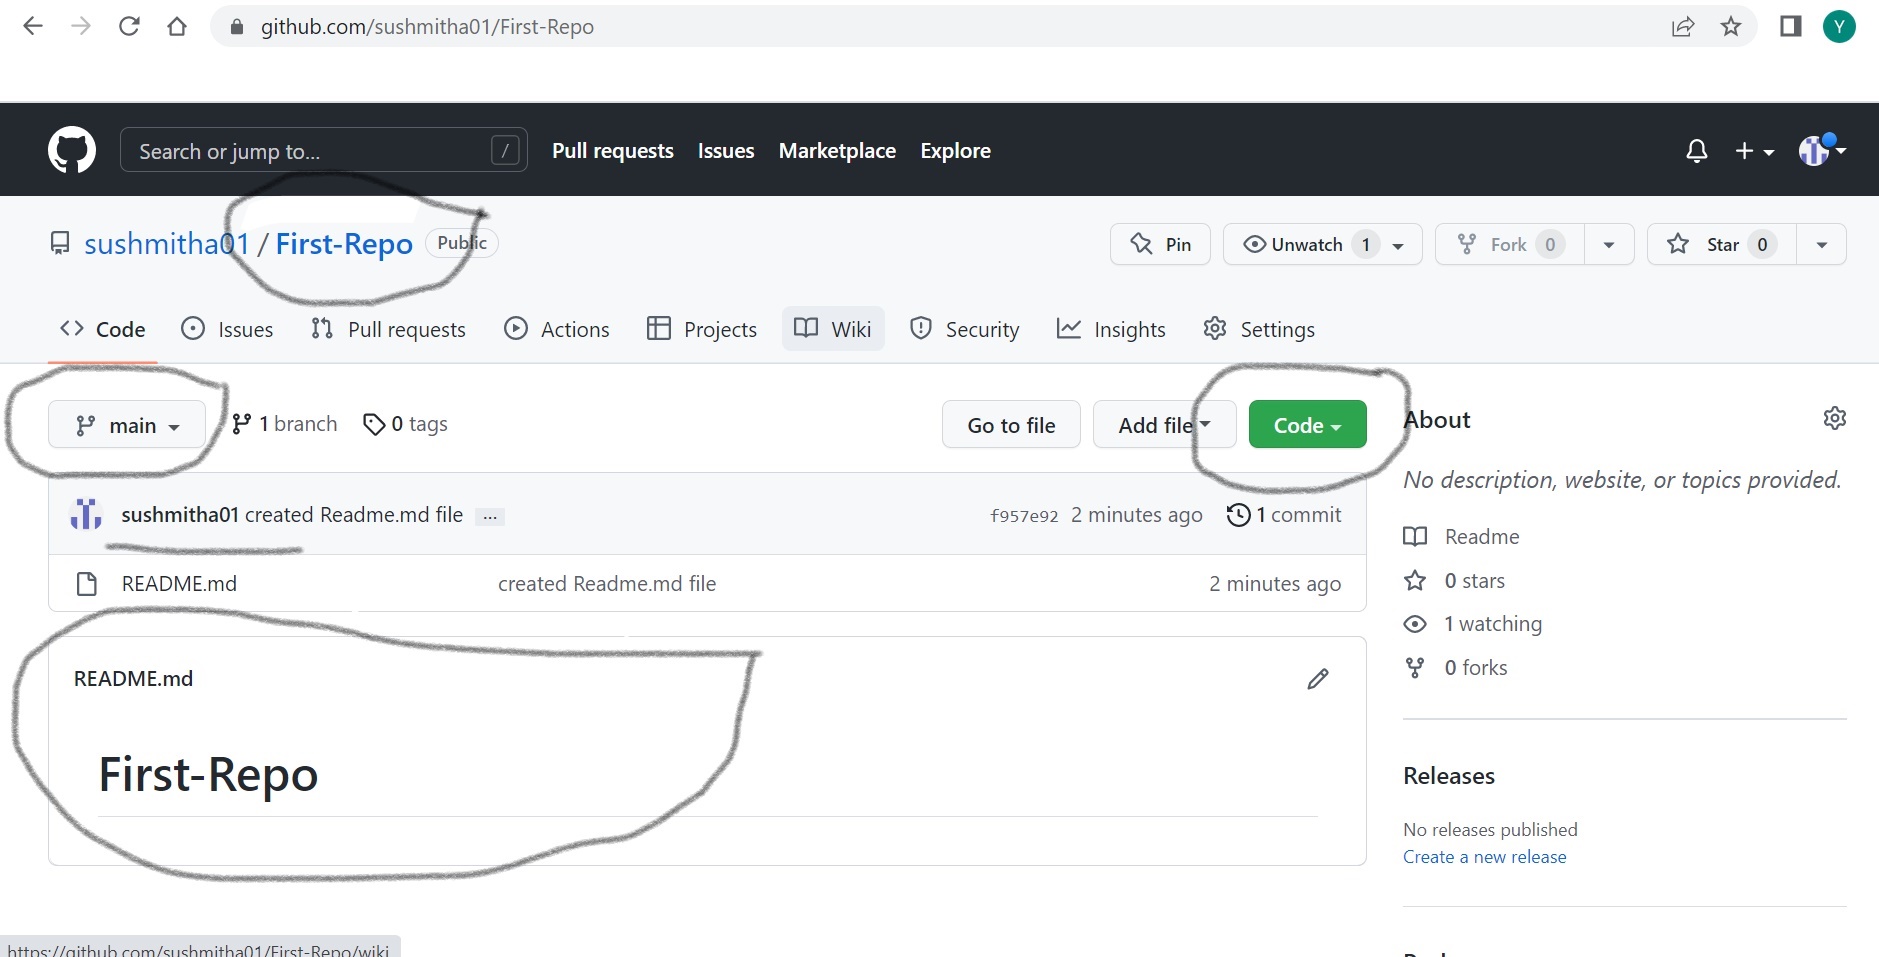 github.com/sushmitha01/First-Repo
Y
Search or jump to... /
Pull requests Issues Marketplace Explore
sushmitha01 / First-Repo Public
Pin Unwatch 1 Fork 0 Star 0
Code Issues Pull requests Actions Projects Wiki Security Insights Settings
main 1 branch 0 tags Go to file Add file Code
sushmitha01 created Readme.md file ... f957e92 2 minutes ago 1 commit
README.md created Readme.md file 2 minutes ago
README.md
First-Repo
About
No description, website, or topics provided.
Readme
0 stars
1 watching
0 forks
Releases
No releases published
Create a new release
https://github.com/sushmitha01/First-Repo/wiki